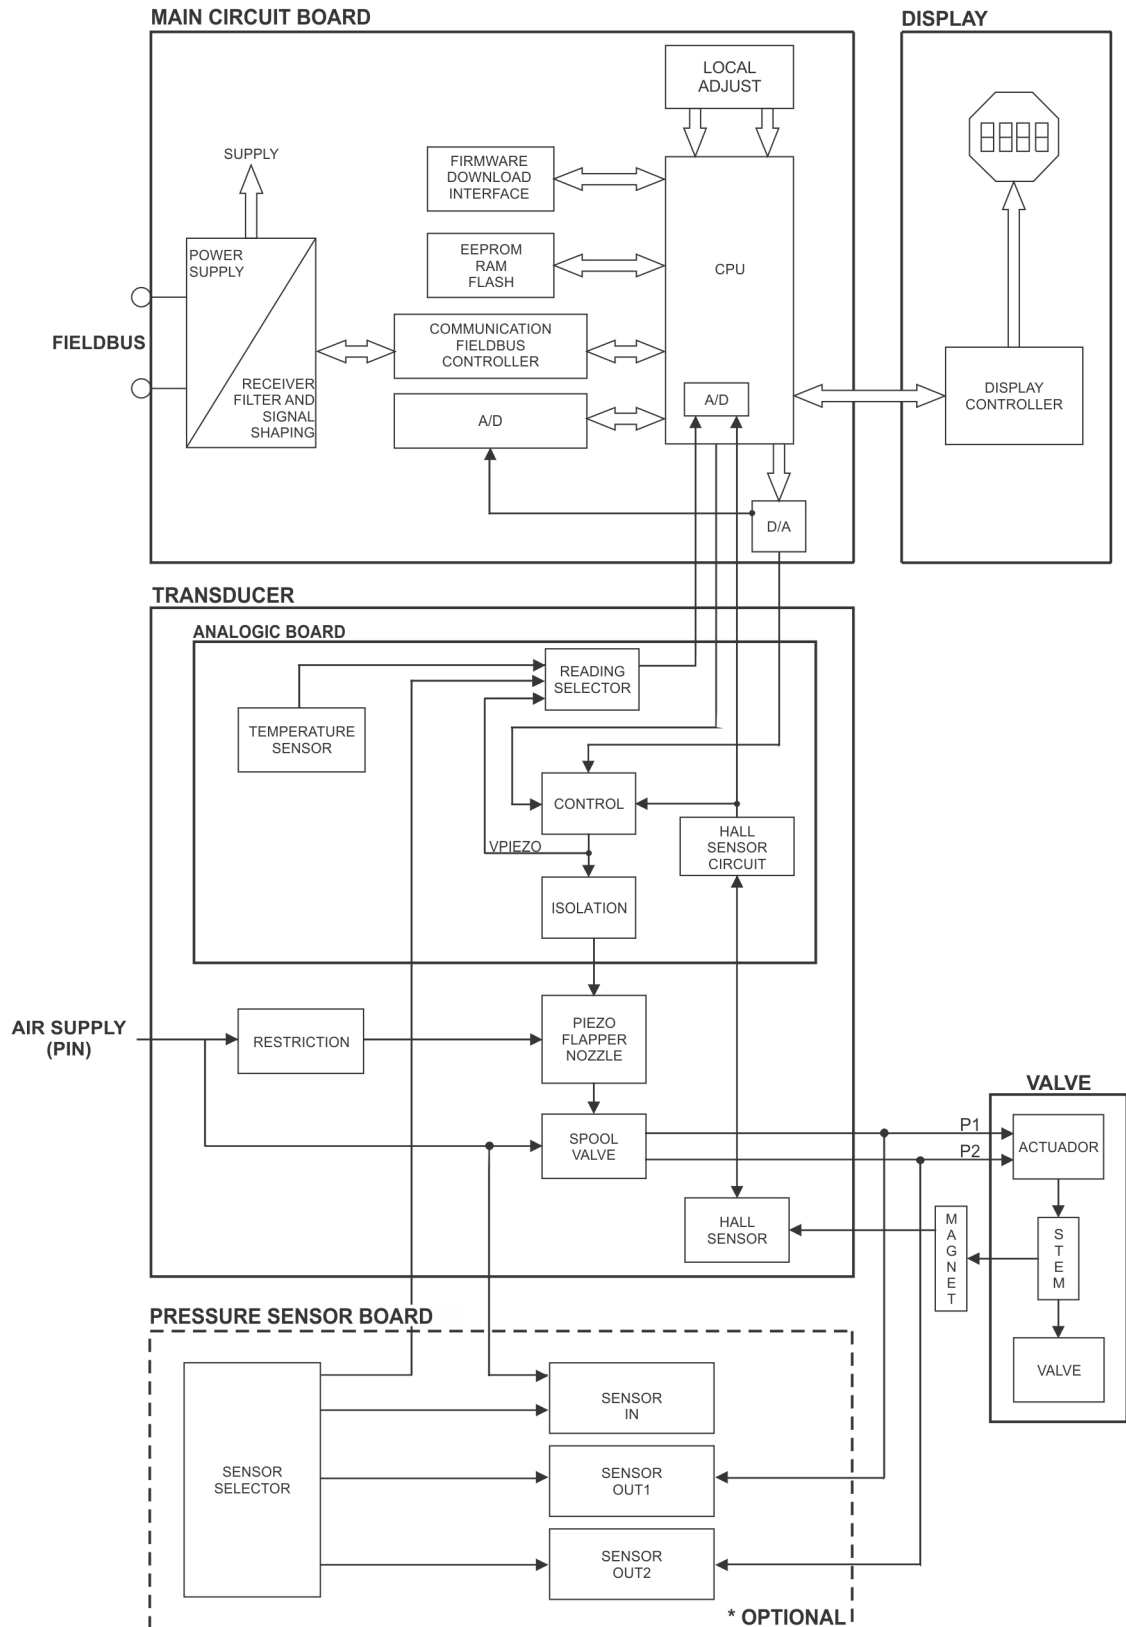 MAIN CIRCUIT BOARD
DISPLAY
LOCAL
ADJUST
SUPPLY
FIRMWARE
DOWNLOAD
INTERFACE
POWER
SUPPLY
EEPROM
RAM
FLASH
CPU
FIELDBUS
COMMUNICATION
FIELDBUS
CONTROLLER
RECEIVER
FILTER AND
SIGNAL
SHAPING
A/D
A/D
DISPLAY
CONTROLLER
D/A
TRANSDUCER
ANALOGIC BOARD
READING
SELECTOR
TEMPERATURE
SENSOR
CONTROL
HALL
SENSOR
CIRCUIT
VPIEZO
ISOLATION
AIR SUPPLY
(PIN)
RESTRICTION
PIEZO
FLAPPER
NOZZLE
SPOOL
VALVE
VALVE
P1
P2
ACTUADOR
HALL
SENSOR
MAGNET
STEM
VALVE
PRESSURE SENSOR BOARD
SENSOR
SELECTOR
SENSOR
IN
SENSOR
OUT1
SENSOR
OUT2
* OPTIONAL